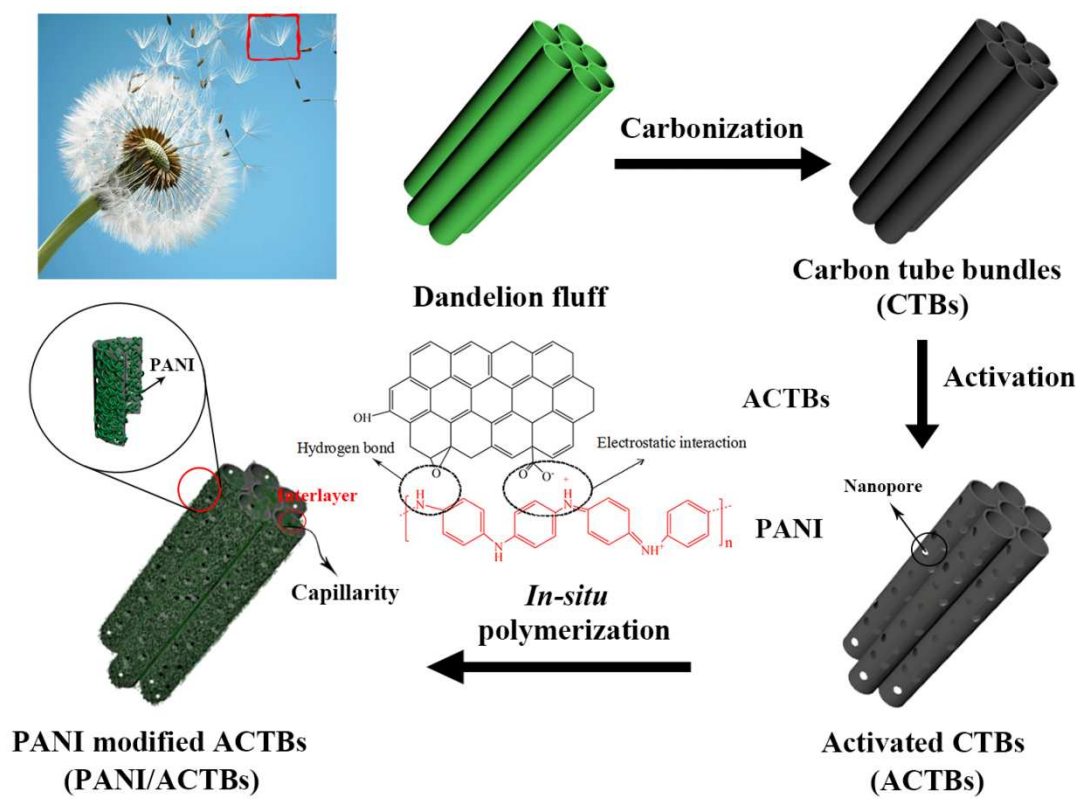 Carbonization
Dandelion fluff
Carbon tube bundles
(CTBs)
Activation
PANI
ACTBs
OH
Hydrogen bond
Electrostatic interaction
O
O
O⁻
H
N
H
N⁺
N
H
NH⁺
n
PANI
Interlayer
Capillarity
Nanopore
In-situ
polymerization
PANI modified ACTBs
(PANI/ACTBs)
Activated CTBs
(ACTBs)